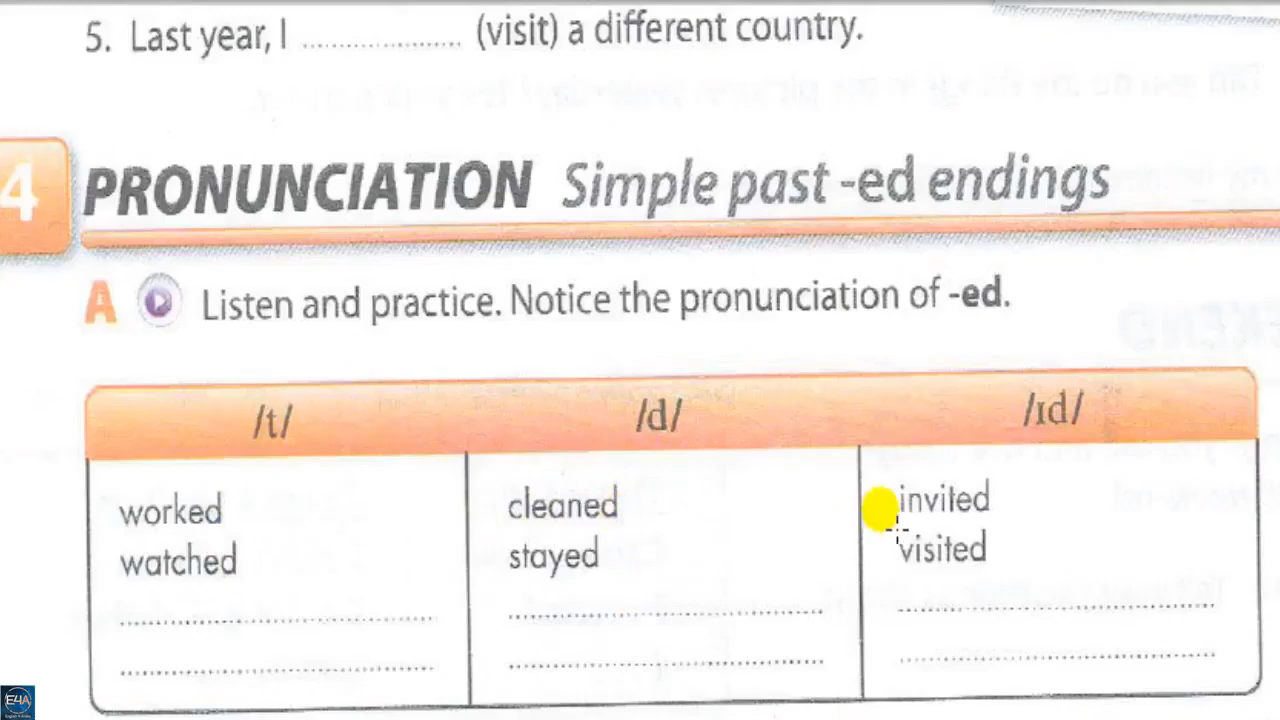 5. Last year, I .................... (visit) a different country.
4 PRONUNCIATION Simple past -ed endings
A Listen and practice. Notice the pronunciation of -ed.
/t/ /d/ /ɪd/
worked cleaned invited
watched stayed visited
E4A